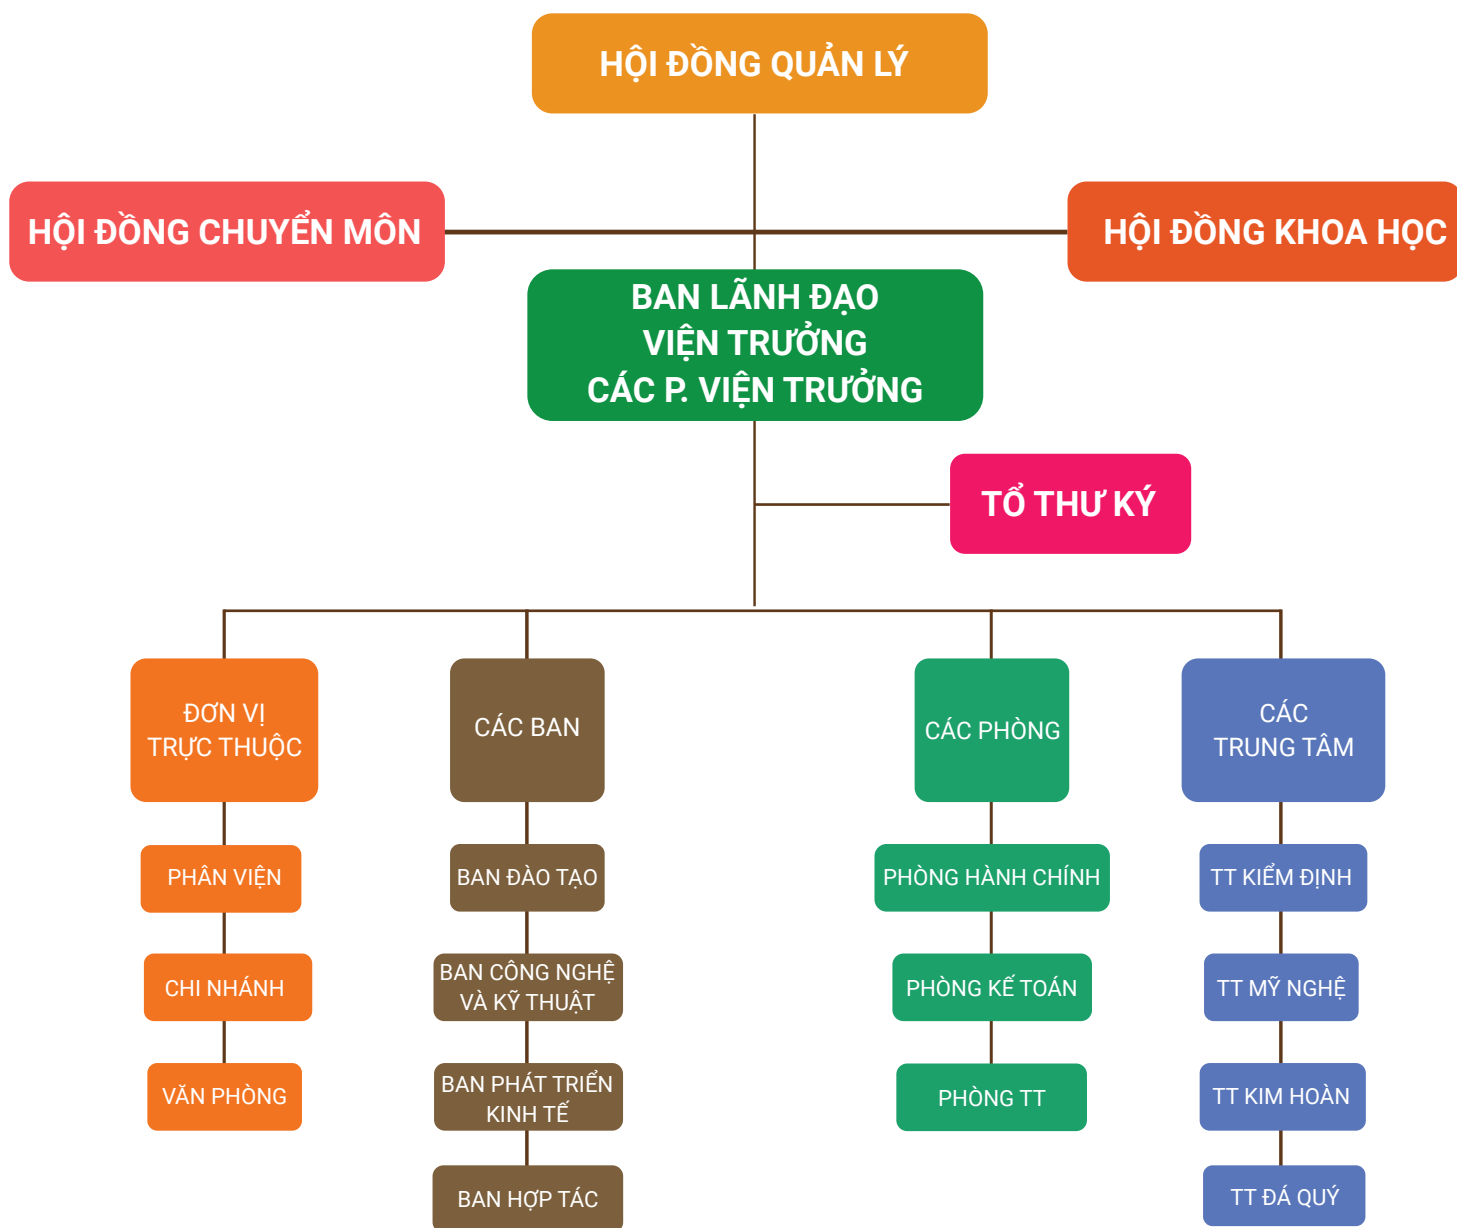 HỘI ĐỒNG QUẢN LÝ
HỘI ĐỒNG CHUYỂN MÔN
HỘI ĐỒNG KHOA HỌC
BAN LÃNH ĐẠO
VIỆN TRƯỞNG
CÁC P. VIỆN TRƯỞNG
TỔ THƯ KÝ
ĐƠN VỊ
TRỰC THUỘC
PHÂN VIỆN
CHI NHÁNH
VĂN PHÒNG
CÁC BAN
BAN ĐÀO TẠO
BAN CÔNG NGHỆ
VÀ KỸ THUẬT
BAN PHÁT TRIỂN
KINH TẾ
BAN HỢP TÁC
CÁC PHÒNG
PHÒNG HÀNH CHÍNH
PHÒNG KẾ TOÁN
PHÒNG TT
CÁC
TRUNG TÂM
TT KIỂM ĐỊNH
TT MỸ NGHỆ
TT KIM HOÀN
TT ĐÁ QUÝ